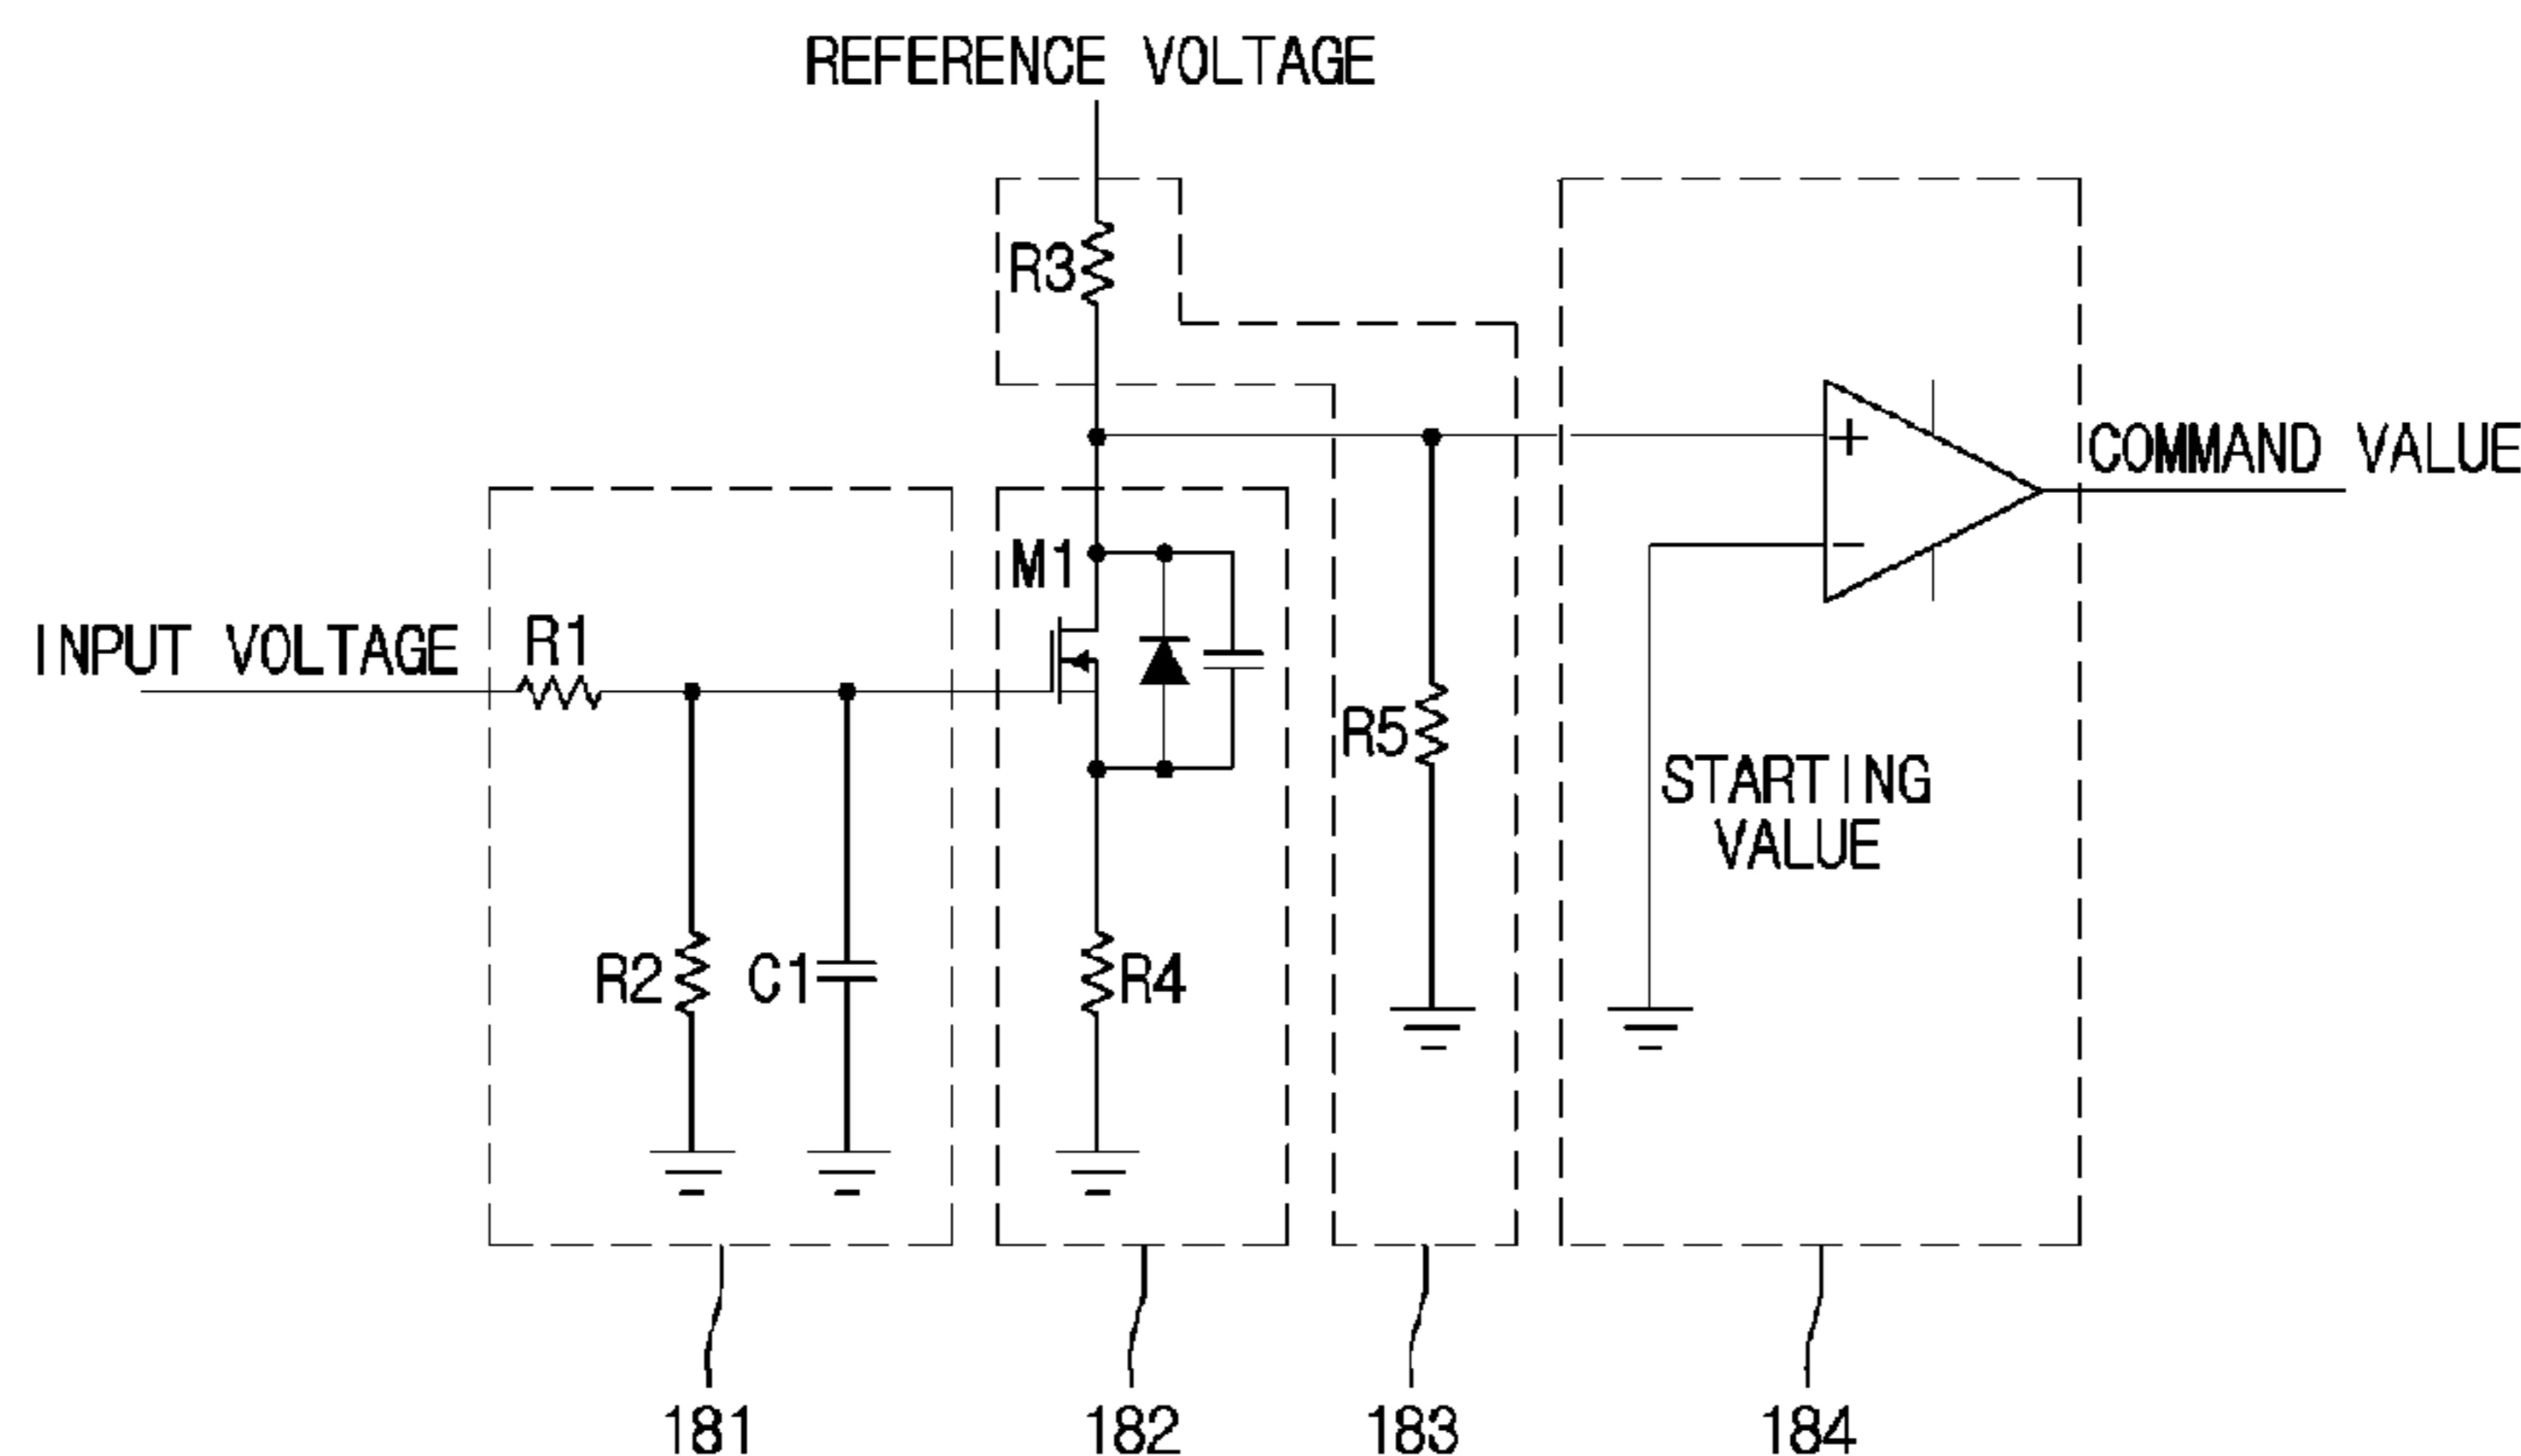 REFERENCE VOLTAGE
R3
+
COMMAND VALUE
M1
−
INPUT VOLTAGE
R1
R5
STARTING
VALUE
R2
C1
R4
181
182
183
184